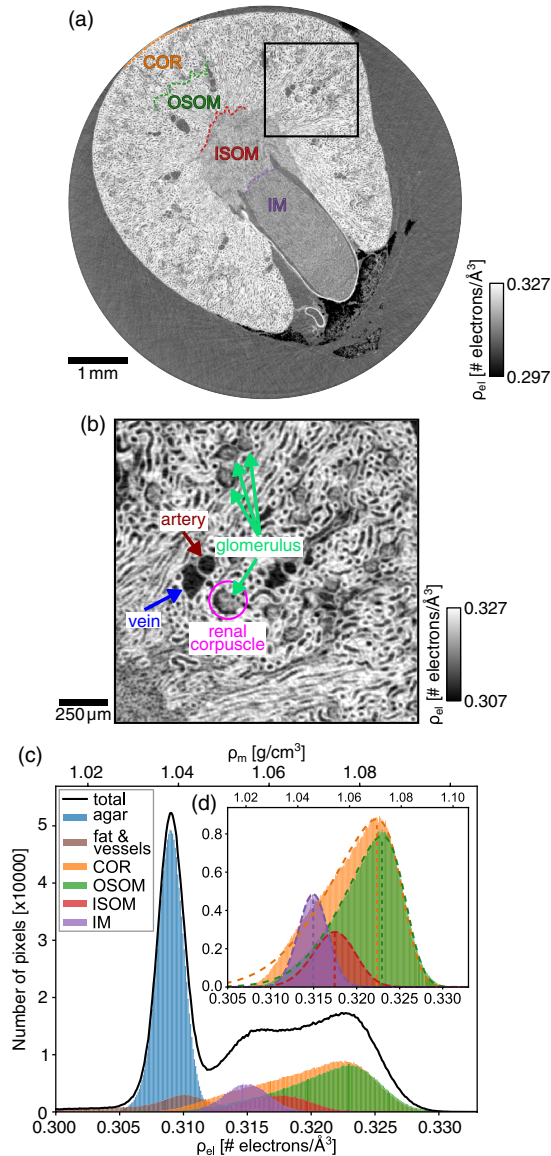 (a)
COR
OSOM
ISOM
IM
0.327
0.297
ρel [# electrons/Å³]
1 mm
(b)
artery
glomerulus
vein
renal
corpuscle
0.327
0.307
ρel [# electrons/Å³]
250 µm
(c)
ρm [g/cm³]
1.02 1.04 1.06 1.08
total
agar
fat &
vessels
COR
OSOM
ISOM
IM
(d)
1.02 1.04 1.06 1.08 1.10
0.8
0.6
0.4
0.2
0.0
0.305 0.310 0.315 0.320 0.325 0.330
Number of pixels [x10000]
5
4
3
2
1
0
0.300 0.305 0.310 0.315 0.320 0.325 0.330
ρel [# electrons/Å³]